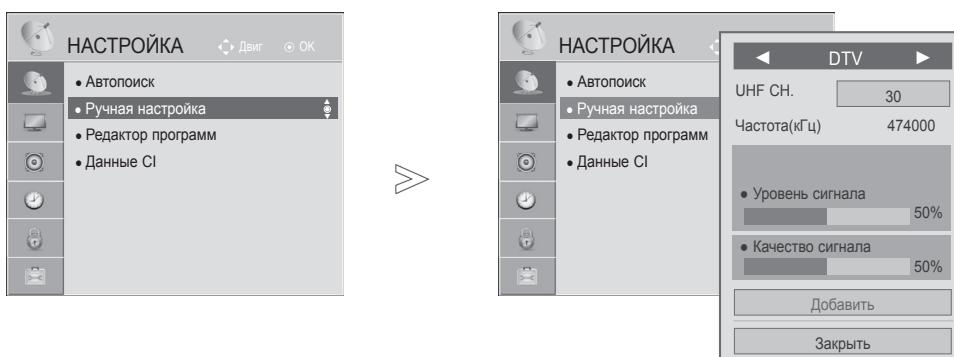 НАСТРОЙКА Двиг OK
• Автопоиск
• Ручная настройка
• Редактор программ
• Данные CI
НАСТРОЙКА
• Автопоиск
• Ручная настройка
• Редактор программ
• Данные CI
◄ DTV ►
UHF CH. 30
Частота(кГц) 474000
• Уровень сигнала
50%
• Качество сигнала
50%
Добавить
Закрыть